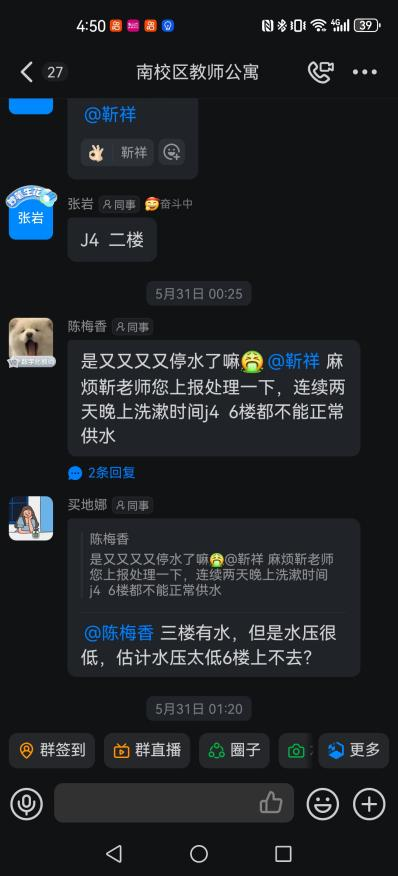 4:50
4G
39
27
南校区教师公寓
@靳祥
靳祥
张岩
张岩 同事 奋斗中
J4 二楼
5月31日 00:25
陈梅香 同事
是又又又又停水了嘛@靳祥 麻
烦靳老师您上报处理一下，连续两
天晚上洗漱时间j4 6楼都不能正常
供水
2条回复
买地娜 同事
陈梅香
是又又又又停水了嘛@靳祥 麻烦靳老师
您上报处理一下，连续两天晚上洗漱时间
j4 6楼都不能正常供水
@陈梅香 三楼有水，但是水压很
低，估计水压太低6楼上不去？
5月31日 01:20
群签到
群直播
圈子
更多